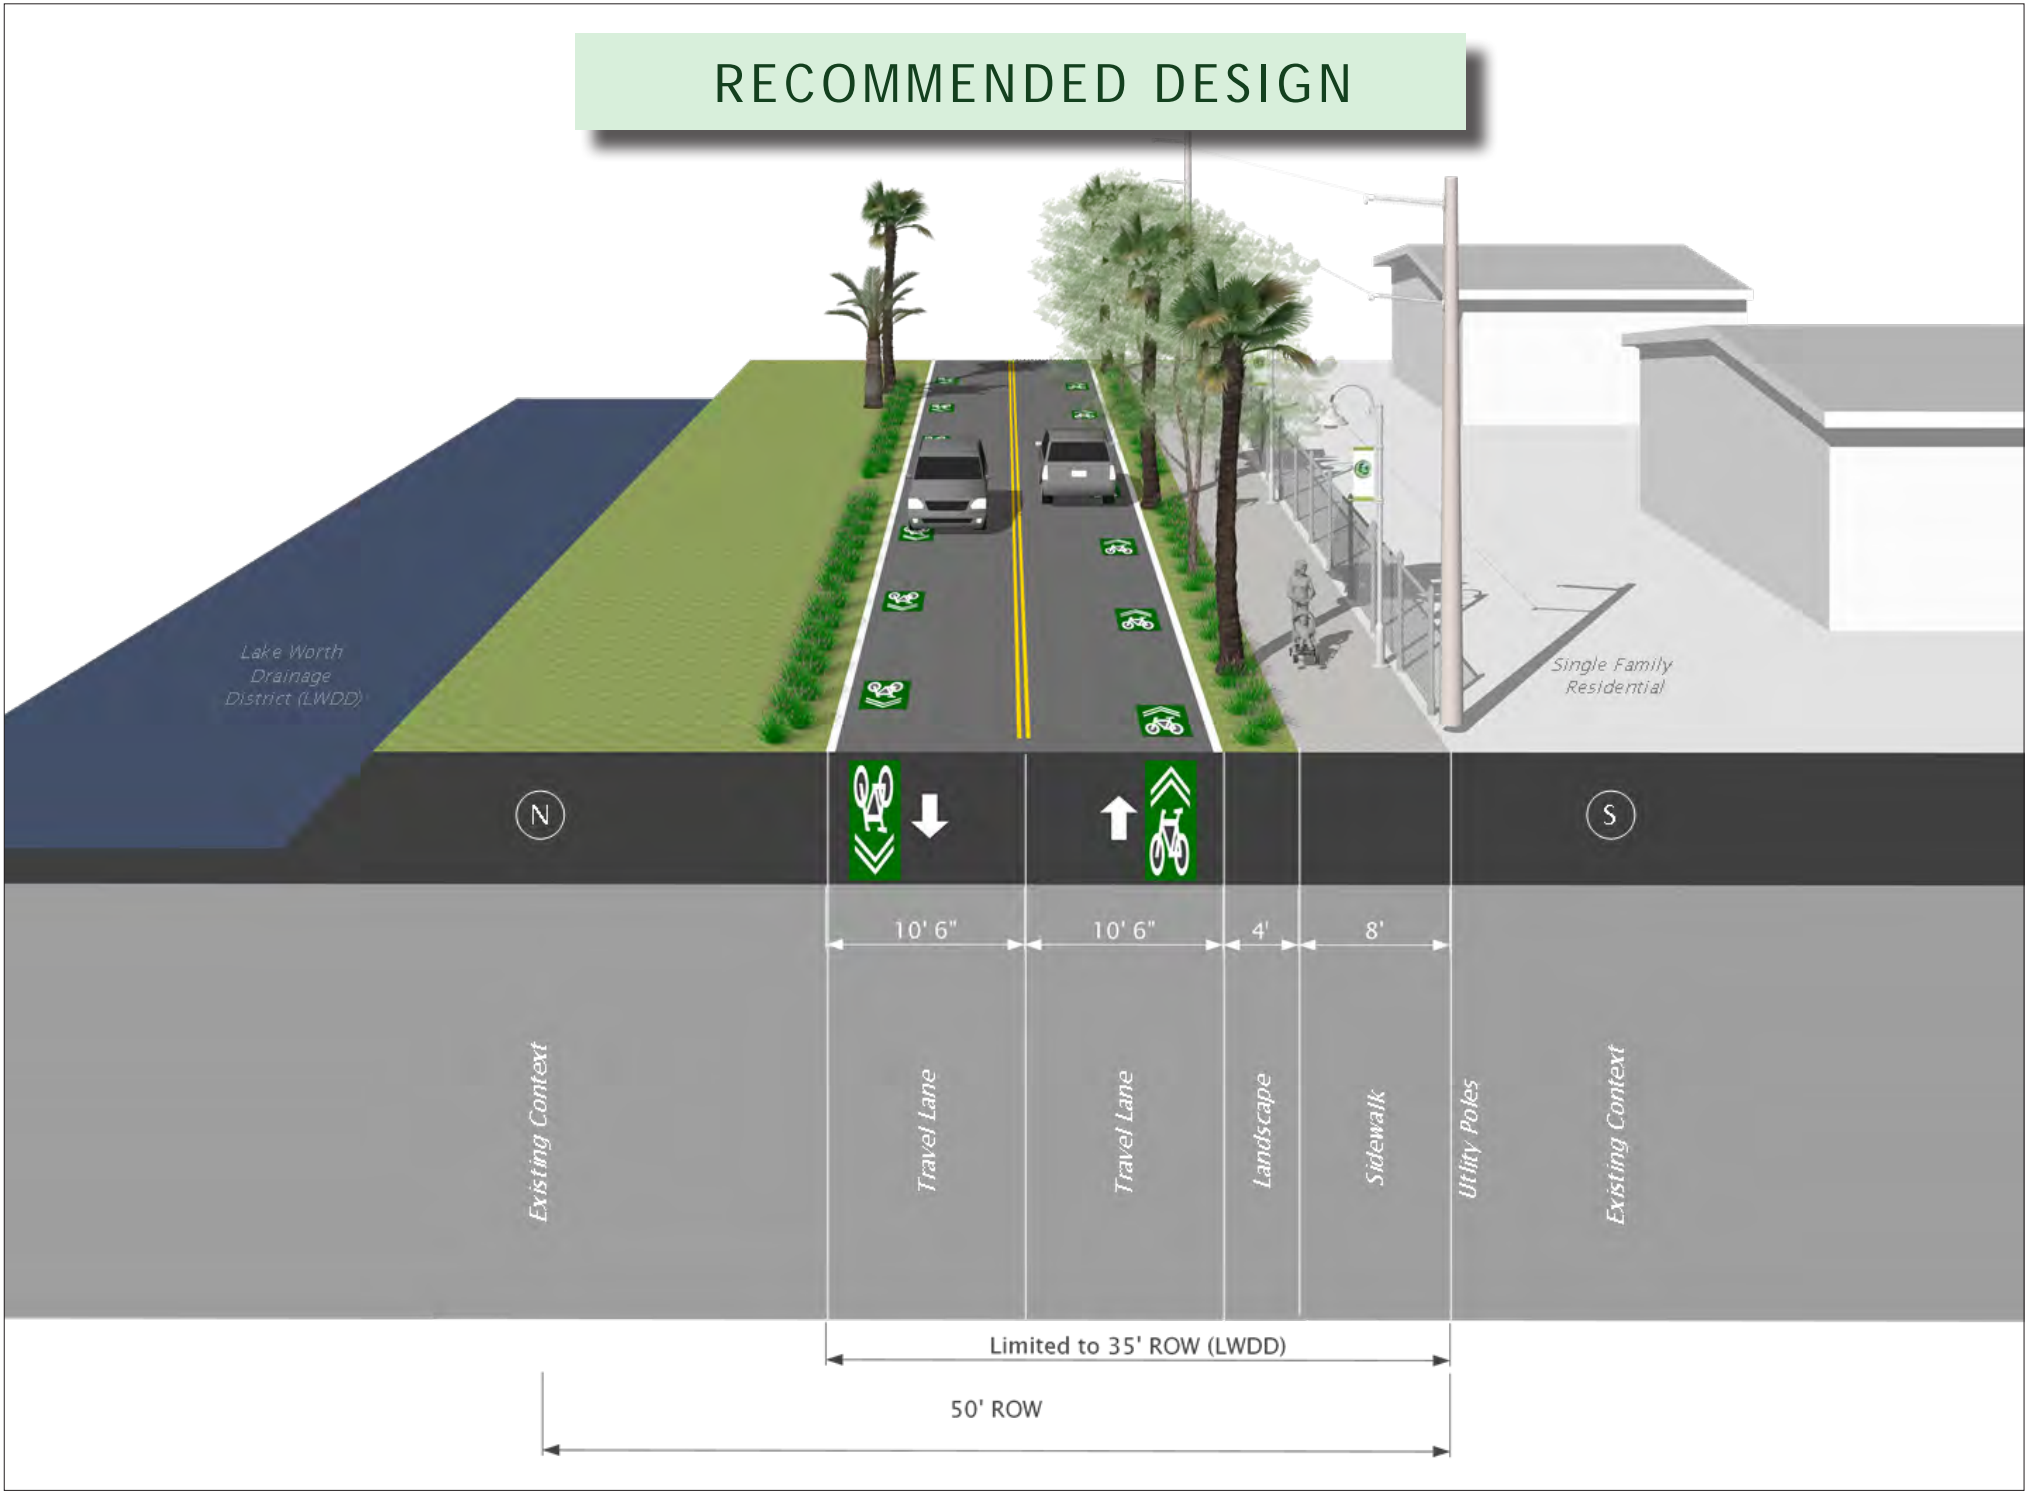 RECOMMENDED DESIGN
Lake Worth
Drainage
District (LWDD)
Single Family
Residential
N
S
10' 6"
10' 6"
4'
8'
Existing Context
Travel Lane
Travel Lane
Landscape
Sidewalk
Utlity Poles
Existing Context
Limited to 35' ROW (LWDD)
50' ROW